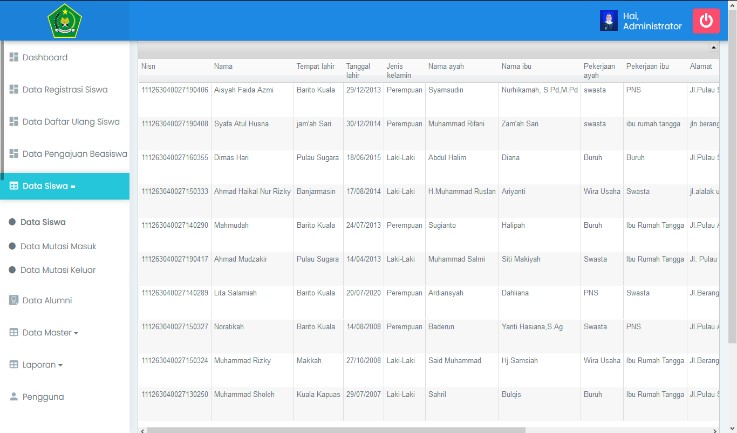 Hai,
Administrator
Dashboard
Data Registrasi Siswa
Data Daftar Ulang Siswa
Data Pengajuan Beasiswa
Data Siswa
Data Siswa
Data Mutasi Masuk
Data Mutasi Keluar
Data Alumni
Data Master
Laporan
Pengguna
Nisn Nama Tempat lahir Tanggal lahir Jenis kelamin Nama ayah Nama ibu Pekerjaan ayah Pekerjaan ibu Alamat
111263040027190406 Aisyah Faida Azmi Barito Kuala 29/12/2013 Perempuan Syamsudin Nurhikamah, S.Pd,M.Pd swasta PNS Jl.Pulau S
111263040027190408 Syafa Atul Husna jam'ah Sari 30/12/2014 Perempuan Muhammad Rifani Zam'ah Sari swasta ibu rumah tangga jln berang
111263040027160355 Dimas Hari Pulau Sugara 18/06/2015 Laki-Laki Abdul Halim Diana Buruh Buruh Jl.Pulau S
111263040027150333 Ahmad Haikal Nur Rizky Banjarmasin 17/08/2014 Laki-Laki H.Muhammad Ruslan Ariyanti Wira Usaha Swasta jl.alalak u
111263040027140290 Mahmudah Barito Kuala 24/07/2013 Perempuan Sugianto Halipah Buruh Ibu Rumah Tangga Jl.Pulau A
111263040027190417 Ahmad Mudzakir Pulau Sugara 14/04/2013 Laki-Laki Muhammad Salmi Siti Makiyah Swasta Ibu Rumah Tangga Jl. Pulau
111263040027140289 Lita Salamiah Barito Kuala 20/07/2020 Perempuan Ardiansyah Dahliana PNS Swasta Jl.Berang
111263040027150327 Noratikah Barito Kuala 14/08/2008 Perempuan Baderun Yanti Hasiana,S.Ag Swasta PNS Jl.Pulau A
111263040027150324 Muhammad Rizky Makkah 27/10/2008 Laki-Laki Said Muhammad Hj Samsiah Wira Usaha Ibu Rumah Tangga Jl.Berang
111263040027130250 Muhammad Sholeh Kuala Kapuas 29/07/2007 Laki-Laki Sahril Bulqis Buruh Ibu Rumah Tangga Jl.Pulau S